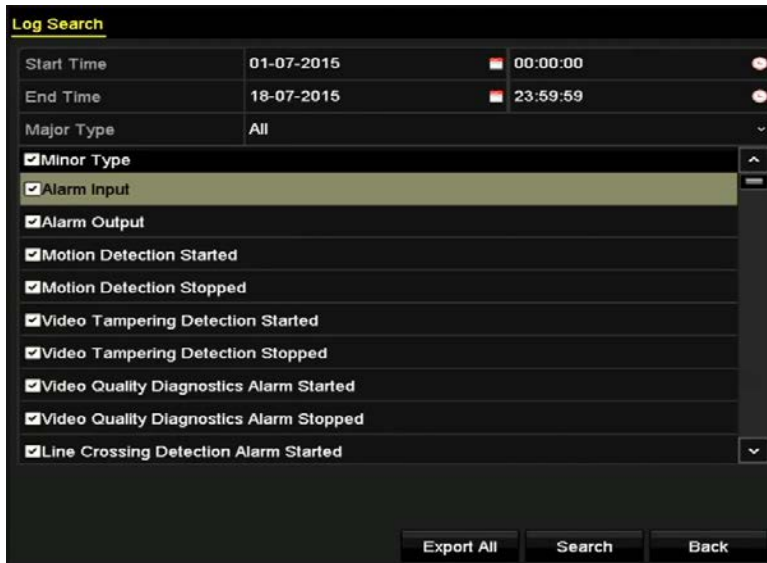 Log Search
Start Time 01-07-2015 00:00:00
End Time 18-07-2015 23:59:59
Major Type All
Minor Type
Alarm Input
Alarm Output
Motion Detection Started
Motion Detection Stopped
Video Tampering Detection Started
Video Tampering Detection Stopped
Video Quality Diagnostics Alarm Started
Video Quality Diagnostics Alarm Stopped
Line Crossing Detection Alarm Started
Export All Search Back